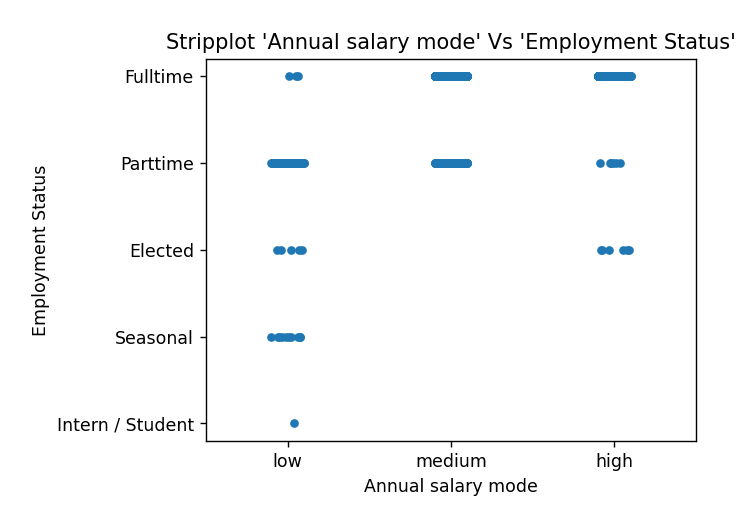 Stripplot 'Annual salary mode' Vs 'Employment Status'
Fulltime
Parttime
Elected
Seasonal
Intern / Student
Employment Status
low medium high
Annual salary mode